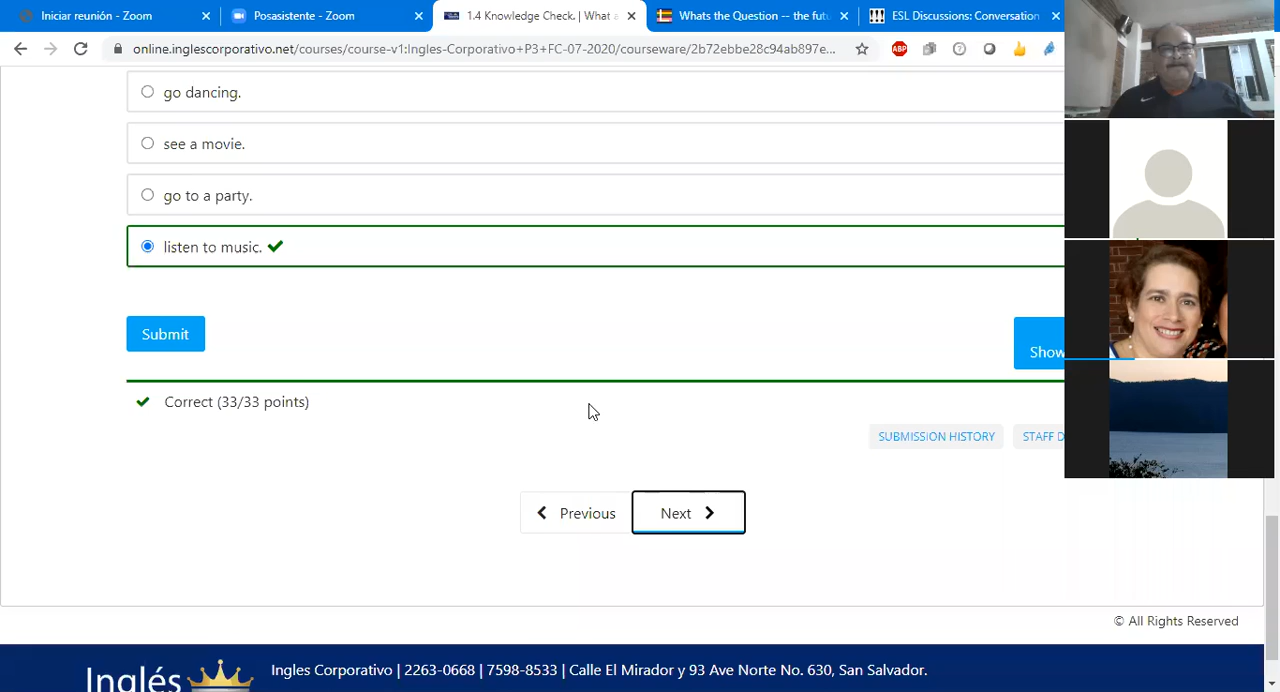 Iniciar reunión - Zoom
Posasistente - Zoom
1.4 Knowledge Check. | What a
Whats the Question -- the futu
ESL Discussions: Conversation
online.inglescorporativo.net/courses/course-v1:Ingles-Corporativo+P3+FC-07-2020/courseware/2b72ebbe28c94ab897e...
ABP
go dancing.
see a movie.
go to a party.
listen to music.
Submit
Show
Correct (33/33 points)
SUBMISSION HISTORY
STAFF D
Previous
Next
© All Rights Reserved
Inglés
Ingles Corporativo | 2263-0668 | 7598-8533 | Calle El Mirador y 93 Ave Norte No. 630, San Salvador.